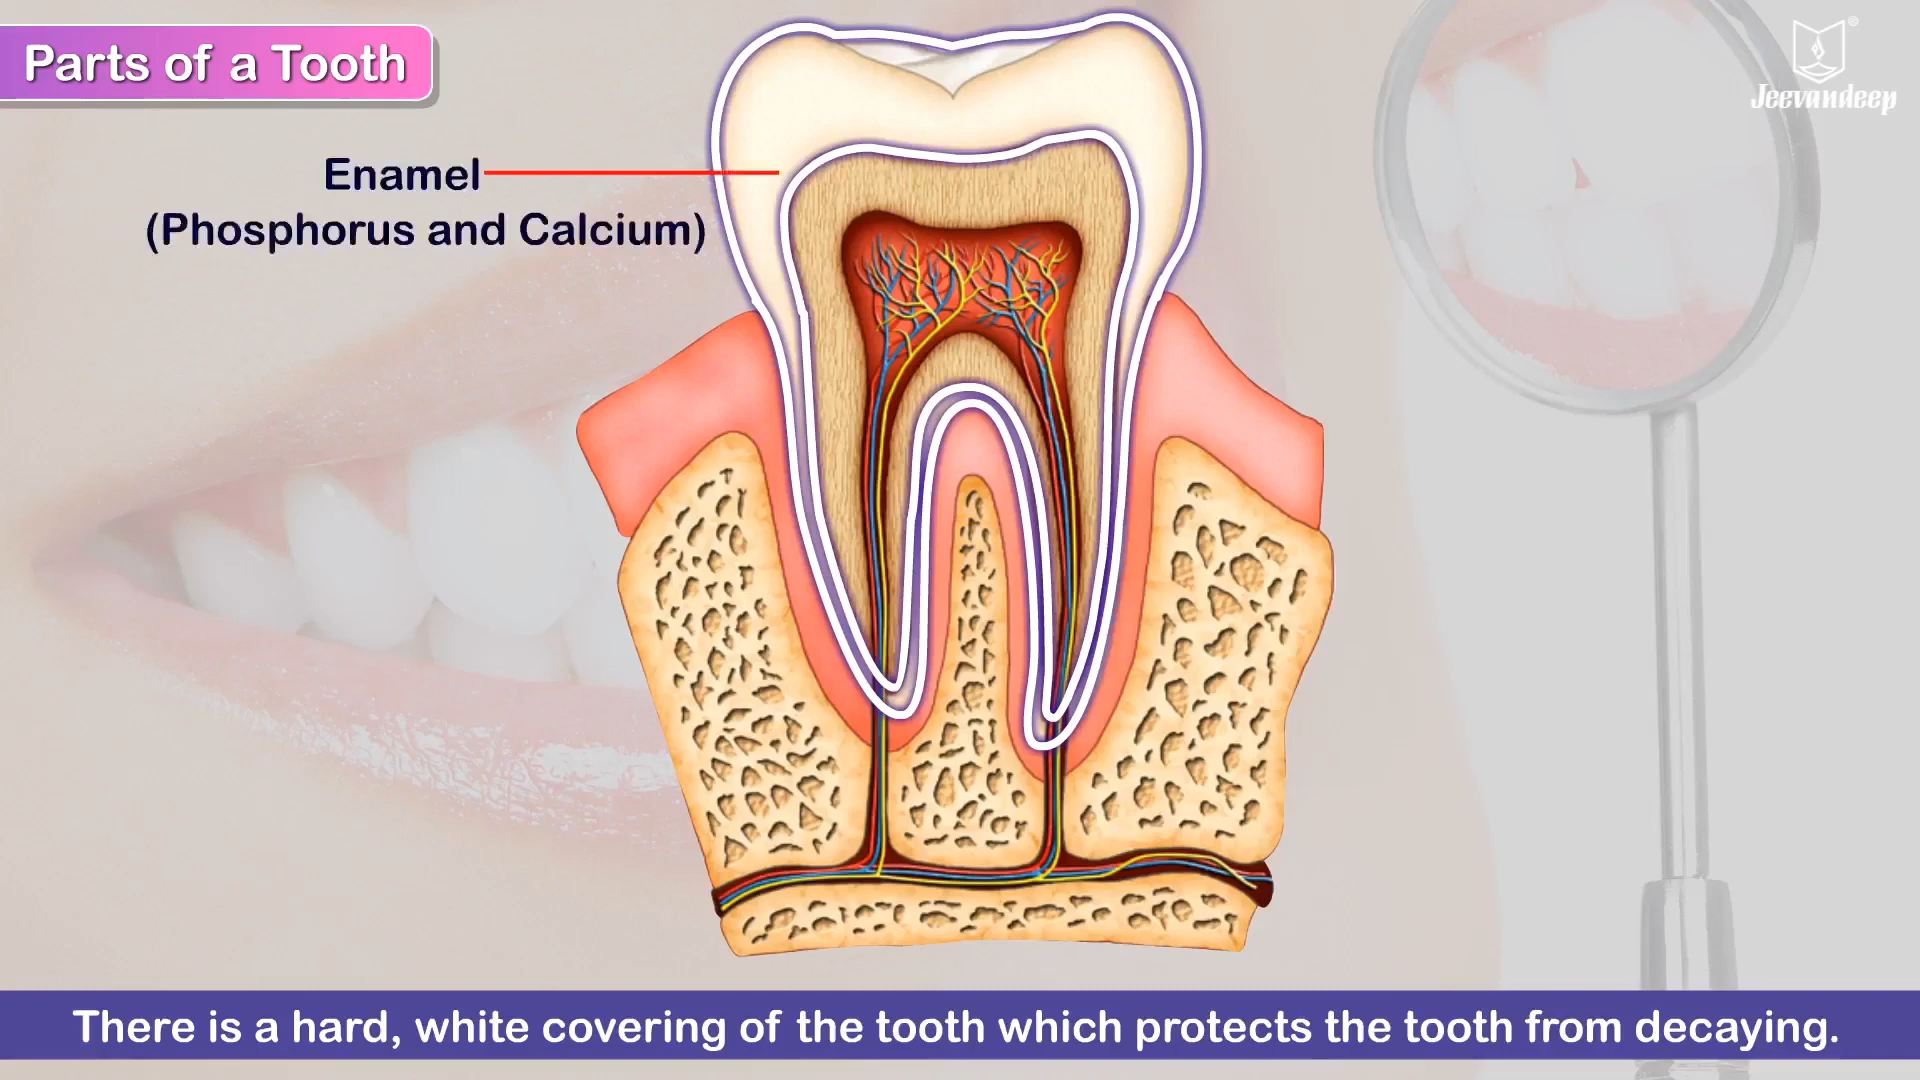 Parts of a Tooth
®
Jeevandeep
Enamel
(Phosphorus and Calcium)
There is a hard, white covering of the tooth which protects the tooth from decaying.